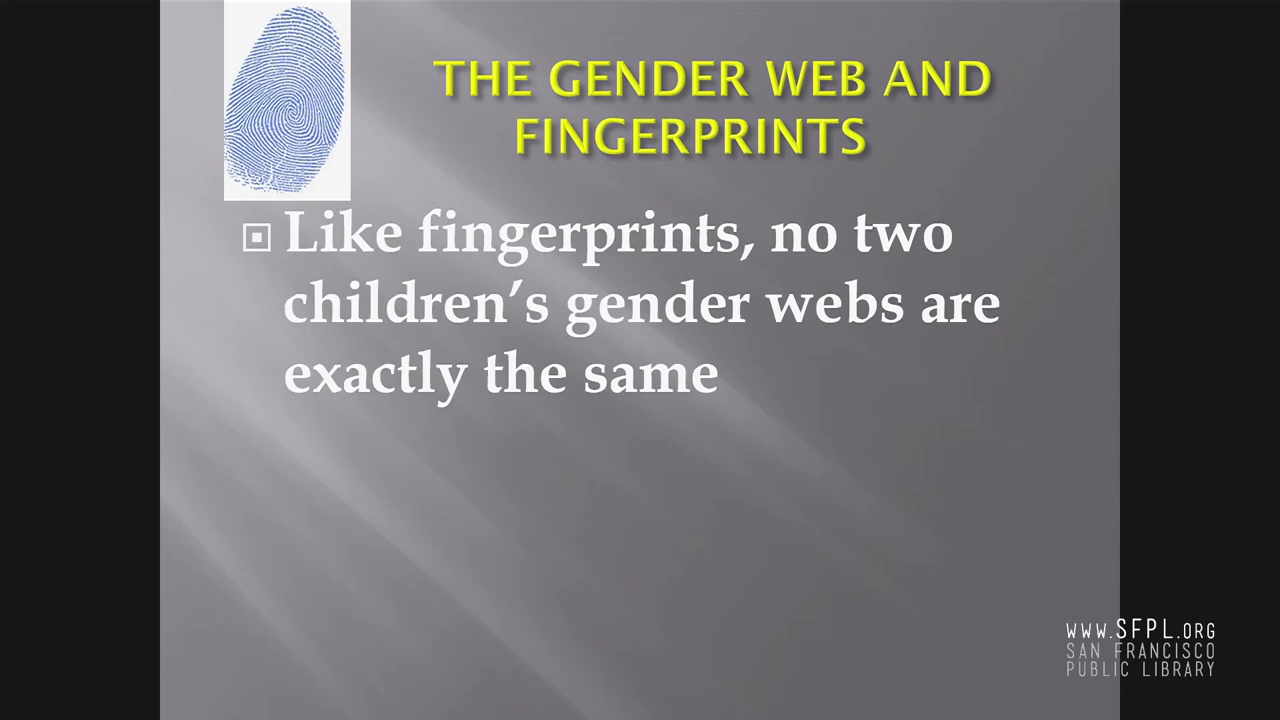 THE GENDER WEB AND
FINGERPRINTS
Like fingerprints, no two
children’s gender webs are
exactly the same
WWW.SFPL.ORG
SAN FRANCISCO
PUBLIC LIBRARY